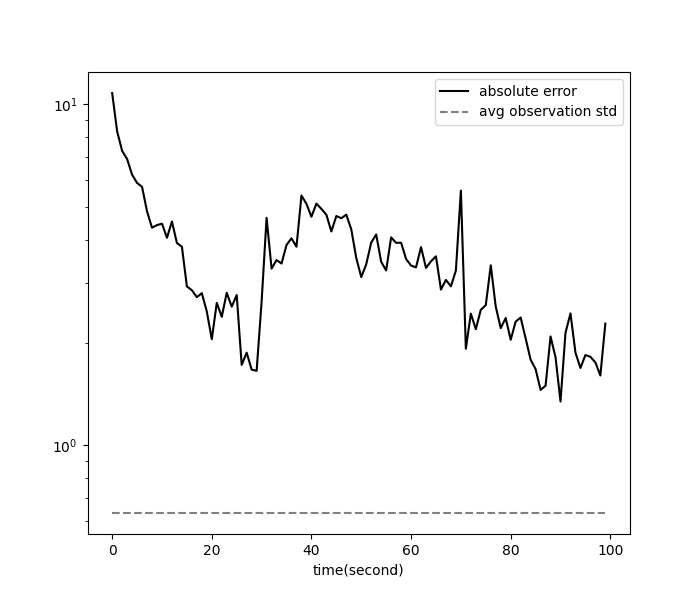 absolute error
avg observation std
10¹
10⁰
0 20 40 60 80 100
time(second)